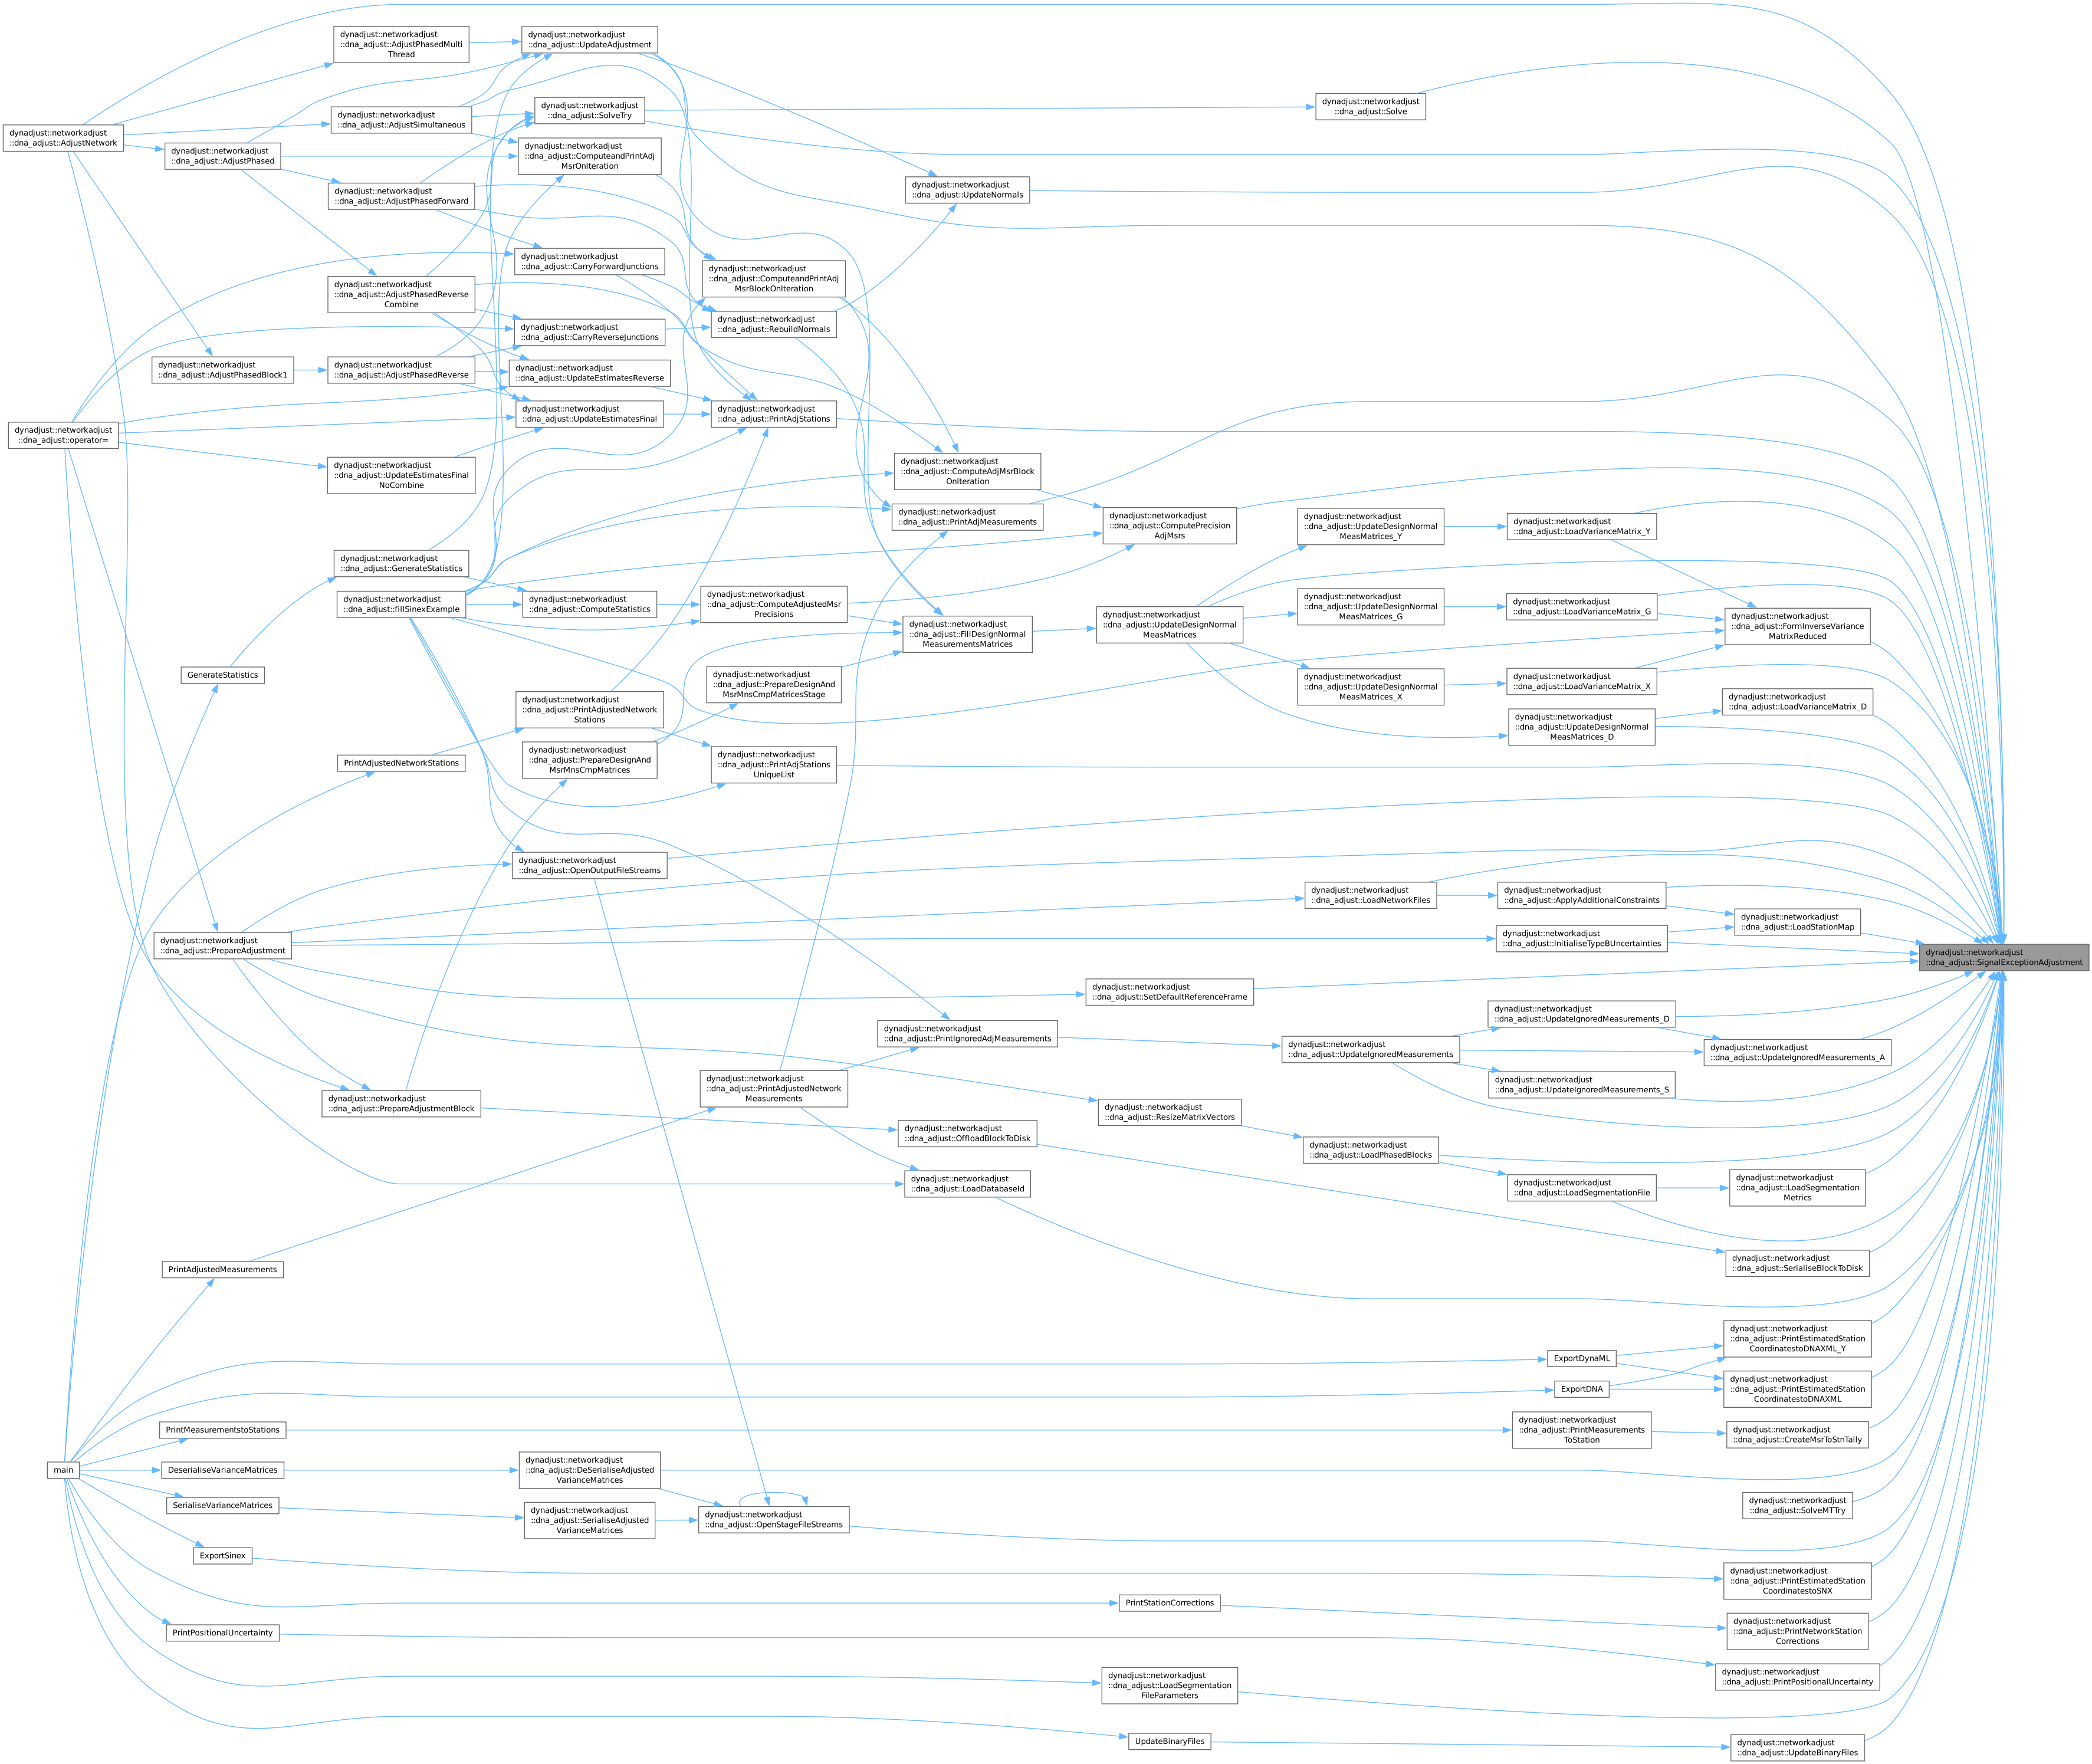 dynadjust::networkadjust
::dna_adjust::AdjustPhasedMulti
Thread
dynadjust::networkadjust
::dna_adjust::UpdateAdjustment
dynadjust::networkadjust
::dna_adjust::Solve
dynadjust::networkadjust
::dna_adjust::AdjustSimultaneous
dynadjust::networkadjust
::dna_adjust::SolveTry
dynadjust::networkadjust
::dna_adjust::AdjustNetwork
dynadjust::networkadjust
::dna_adjust::AdjustPhased
dynadjust::networkadjust
::dna_adjust::ComputeandPrintAdj
MsrOnIteration
dynadjust::networkadjust
::dna_adjust::AdjustPhasedForward
dynadjust::networkadjust
::dna_adjust::UpdateNormals
dynadjust::networkadjust
::dna_adjust::CarryForwardJunctions
dynadjust::networkadjust
::dna_adjust::ComputeandPrintAdj
MsrBlockOnIteration
dynadjust::networkadjust
::dna_adjust::AdjustPhasedReverse
Combine
dynadjust::networkadjust
::dna_adjust::CarryReverseJunctions
dynadjust::networkadjust
::dna_adjust::RebuildNormals
dynadjust::networkadjust
::dna_adjust::AdjustPhasedBlock1
dynadjust::networkadjust
::dna_adjust::AdjustPhasedReverse
dynadjust::networkadjust
::dna_adjust::UpdateEstimatesReverse
dynadjust::networkadjust
::dna_adjust::UpdateEstimatesFinal
dynadjust::networkadjust
::dna_adjust::PrintAdjStations
dynadjust::networkadjust
::dna_adjust::operator=
dynadjust::networkadjust
::dna_adjust::UpdateEstimatesFinal
NoCombine
dynadjust::networkadjust
::dna_adjust::ComputeAdjMsrBlock
OnIteration
dynadjust::networkadjust
::dna_adjust::PrintAdjMeasurements
dynadjust::networkadjust
::dna_adjust::ComputePrecision
AdjMsrs
dynadjust::networkadjust
::dna_adjust::UpdateDesignNormal
MeasMatrices_Y
dynadjust::networkadjust
::dna_adjust::LoadVarianceMatrix_Y
dynadjust::networkadjust
::dna_adjust::GenerateStatistics
dynadjust::networkadjust
::dna_adjust::fillSinexExample
dynadjust::networkadjust
::dna_adjust::ComputeStatistics
dynadjust::networkadjust
::dna_adjust::ComputeAdjustedMsr
Precisions
dynadjust::networkadjust
::dna_adjust::FillDesignNormal
MeasurementsMatrices
dynadjust::networkadjust
::dna_adjust::UpdateDesignNormal
MeasMatrices
dynadjust::networkadjust
::dna_adjust::UpdateDesignNormal
MeasMatrices_G
dynadjust::networkadjust
::dna_adjust::LoadVarianceMatrix_G
dynadjust::networkadjust
::dna_adjust::FormInverseVariance
MatrixReduced
GenerateStatistics
dynadjust::networkadjust
::dna_adjust::PrepareDesignAnd
MsrMnsCmpMatricesStage
dynadjust::networkadjust
::dna_adjust::UpdateDesignNormal
MeasMatrices_X
dynadjust::networkadjust
::dna_adjust::LoadVarianceMatrix_X
dynadjust::networkadjust
::dna_adjust::LoadVarianceMatrix_D
dynadjust::networkadjust
::dna_adjust::PrintAdjustedNetwork
Stations
dynadjust::networkadjust
::dna_adjust::UpdateDesignNormal
MeasMatrices_D
PrintAdjustedNetworkStations
dynadjust::networkadjust
::dna_adjust::PrepareDesignAnd
MsrMnsCmpMatrices
dynadjust::networkadjust
::dna_adjust::PrintAdjStations
UniqueList
dynadjust::networkadjust
::dna_adjust::OpenOutputFileStreams
dynadjust::networkadjust
::dna_adjust::LoadNetworkFiles
dynadjust::networkadjust
::dna_adjust::ApplyAdditionalConstraints
dynadjust::networkadjust
::dna_adjust::LoadStationMap
dynadjust::networkadjust
::dna_adjust::PrepareAdjustment
dynadjust::networkadjust
::dna_adjust::InitialiseTypeBUncertainties
dynadjust::networkadjust
::dna_adjust::SignalExceptionAdjustment
dynadjust::networkadjust
::dna_adjust::SetDefaultReferenceFrame
dynadjust::networkadjust
::dna_adjust::UpdateIgnoredMeasurements_D
dynadjust::networkadjust
::dna_adjust::PrintIgnoredAdjMeasurements
dynadjust::networkadjust
::dna_adjust::UpdateIgnoredMeasurements
dynadjust::networkadjust
::dna_adjust::UpdateIgnoredMeasurements_A
dynadjust::networkadjust
::dna_adjust::UpdateIgnoredMeasurements_S
dynadjust::networkadjust
::dna_adjust::PrepareAdjustmentBlock
dynadjust::networkadjust
::dna_adjust::PrintAdjustedNetwork
Measurements
dynadjust::networkadjust
::dna_adjust::ResizeMatrixVectors
dynadjust::networkadjust
::dna_adjust::OffloadBlockToDisk
dynadjust::networkadjust
::dna_adjust::LoadPhasedBlocks
dynadjust::networkadjust
::dna_adjust::LoadDatabaseId
dynadjust::networkadjust
::dna_adjust::LoadSegmentationFile
dynadjust::networkadjust
::dna_adjust::LoadSegmentation
Metrics
PrintAdjustedMeasurements
dynadjust::networkadjust
::dna_adjust::SerialiseBlockToDisk
dynadjust::networkadjust
::dna_adjust::PrintEstimatedStation
CoordinatestoDNAXML_Y
ExportDynaML
ExportDNA
dynadjust::networkadjust
::dna_adjust::PrintEstimatedStation
CoordinatestoDNAXML
PrintMeasurementstoStations
dynadjust::networkadjust
::dna_adjust::PrintMeasurements
ToStation
dynadjust::networkadjust
::dna_adjust::CreateMsrToStnTally
main
DeserialiseVarianceMatrices
dynadjust::networkadjust
::dna_adjust::DeSerialiseAdjusted
VarianceMatrices
SerialiseVarianceMatrices
dynadjust::networkadjust
::dna_adjust::SerialiseAdjusted
VarianceMatrices
dynadjust::networkadjust
::dna_adjust::OpenStageFileStreams
dynadjust::networkadjust
::dna_adjust::SolveMTTry
ExportSinex
dynadjust::networkadjust
::dna_adjust::PrintEstimatedStation
CoordinatestoSNX
PrintStationCorrections
PrintPositionalUncertainty
dynadjust::networkadjust
::dna_adjust::PrintNetworkStation
Corrections
dynadjust::networkadjust
::dna_adjust::LoadSegmentation
FileParameters
dynadjust::networkadjust
::dna_adjust::PrintPositionalUncertainty
UpdateBinaryFiles
dynadjust::networkadjust
::dna_adjust::UpdateBinaryFiles